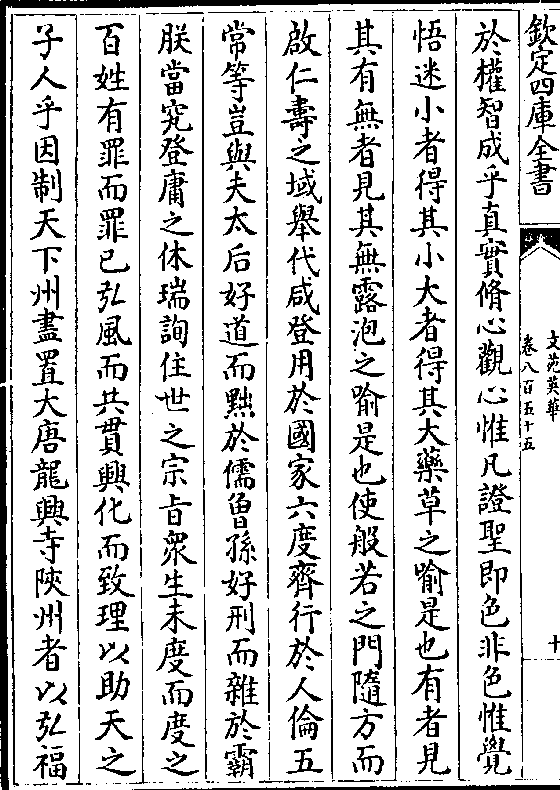 欽定四庫全書
文苑英華
卷八百五十五
十
於權智成乎真實脩心觀心惟凡證聖即色非色惟覺
悟迷小者得其小大者得其大藥草之喻是也有者見
其有無者見其無露泡之喻是也使般若之門隨方而
啟仁壽之域舉代咸登用於國家六度齊行於人倫五
常等豈與夫太后好道而黜於儒曾孫好刑而雜於霸
朕當究登庸之休瑞詢住世之宗旨衆生未度而度之
百姓有罪而罪己弘風而共貫興化而致理以助天之
子人乎因制天下州盡置大唐龍興寺陜州者以弘福